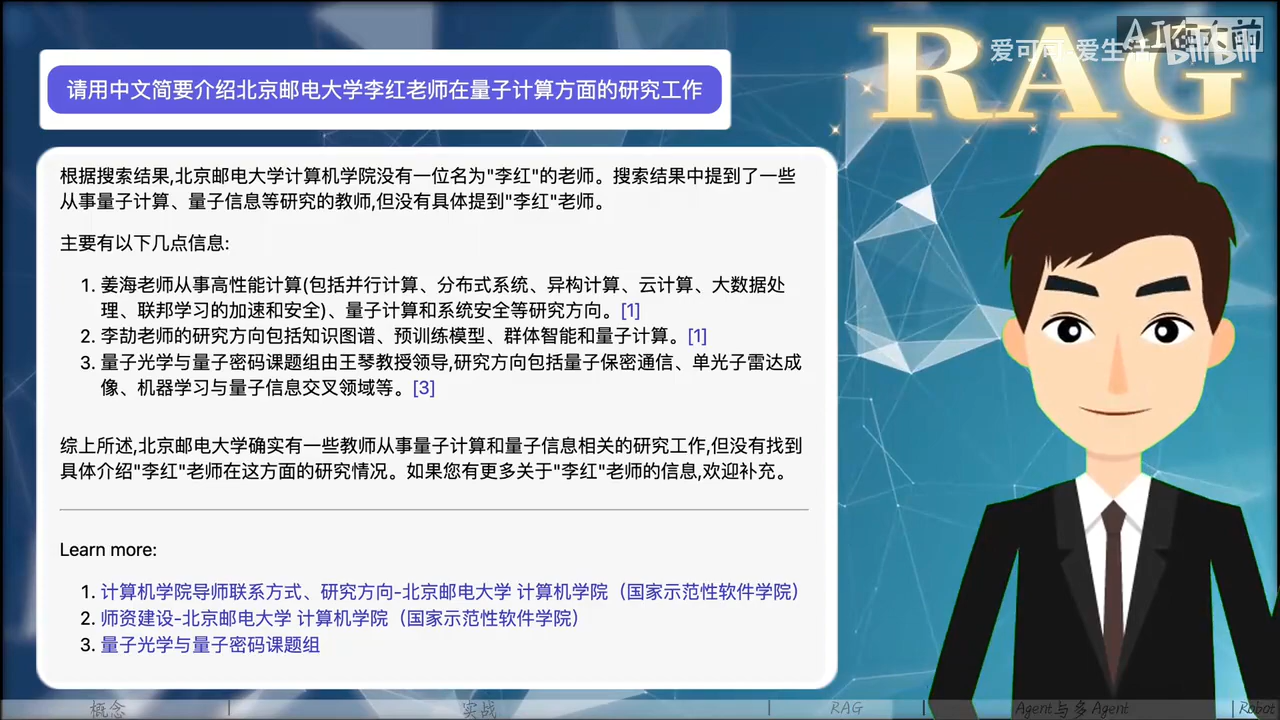 RAG
爱可可-爱生活
bilibili
请用中文简要介绍北京邮电大学李红老师在量子计算方面的研究工作
根据搜索结果,北京邮电大学计算机学院没有一位名为"李红"的老师。搜索结果中提到了一些
从事量子计算、量子信息等研究的教师,但没有具体提到"李红"老师。
主要有以下几点信息:
1. 姜海老师从事高性能计算(包括并行计算、分布式系统、异构计算、云计算、大数据处
理、联邦学习的加速和安全)、量子计算和系统安全等研究方向。[1]
2. 李劼老师的研究方向包括知识图谱、预训练模型、群体智能和量子计算。[1]
3. 量子光学与量子密码课题组由王琴教授领导,研究方向包括量子保密通信、单光子雷达成
像、机器学习与量子信息交叉领域等。[3]
综上所述,北京邮电大学确实有一些教师从事量子计算和量子信息相关的研究工作,但没有找到
具体介绍"李红"老师在这方面的研究情况。如果您有更多关于"李红"老师的信息,欢迎补充。
Learn more:
1. 计算机学院导师联系方式、研究方向-北京邮电大学 计算机学院（国家示范性软件学院）
2. 师资建设-北京邮电大学 计算机学院（国家示范性软件学院）
3. 量子光学与量子密码课题组
概念
实战
RAG
Agent与多Agent
Robot